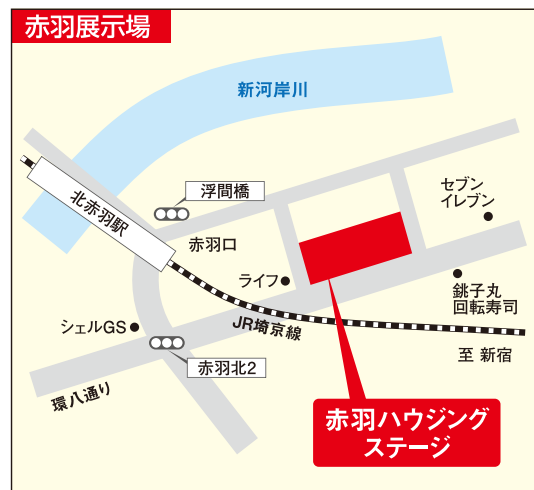 赤羽展示場
新河岸川
浮間橋
北赤羽駅
赤羽口
セブン
イレブン
ライフ
銚子丸
回転寿司
シェルGS
JR埼京線
至 新宿
赤羽北2
環八通り
赤羽ハウジング
ステージ